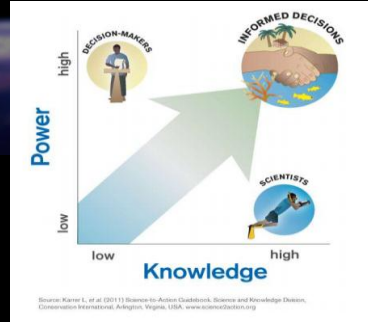 DECISION-MAKERS
INFORMED DECISIONS
high
Power
SCIENTISTS
low
low
high
Knowledge
Source: Karrer L, et al (2011) Science-to-Action Guidebook. Science and Knowledge Division,
Conservation International, Arlington, Virginia, USA. www.science2action.org